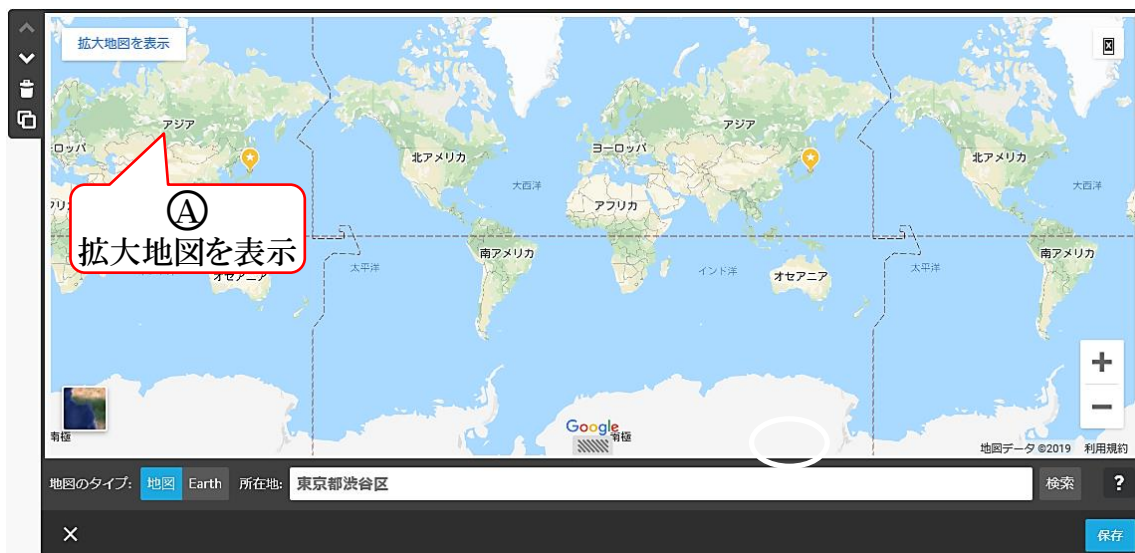 拡大地図を表示
アジア
アジア
ヨーロッパ
北アメリカ
ヨーロッパ
北アメリカ
大西洋
大西洋
アフリカ
Ⓐ
拡大地図を表示
南アメリカ
南アメリカ
太平洋
オセアニア
インド洋
オセアニア
太平洋
Google
南極
南極
地図データ ©2019 利用規約
地図のタイプ: 地図 Earth 所在地: 東京都渋谷区 検索 ?
保存